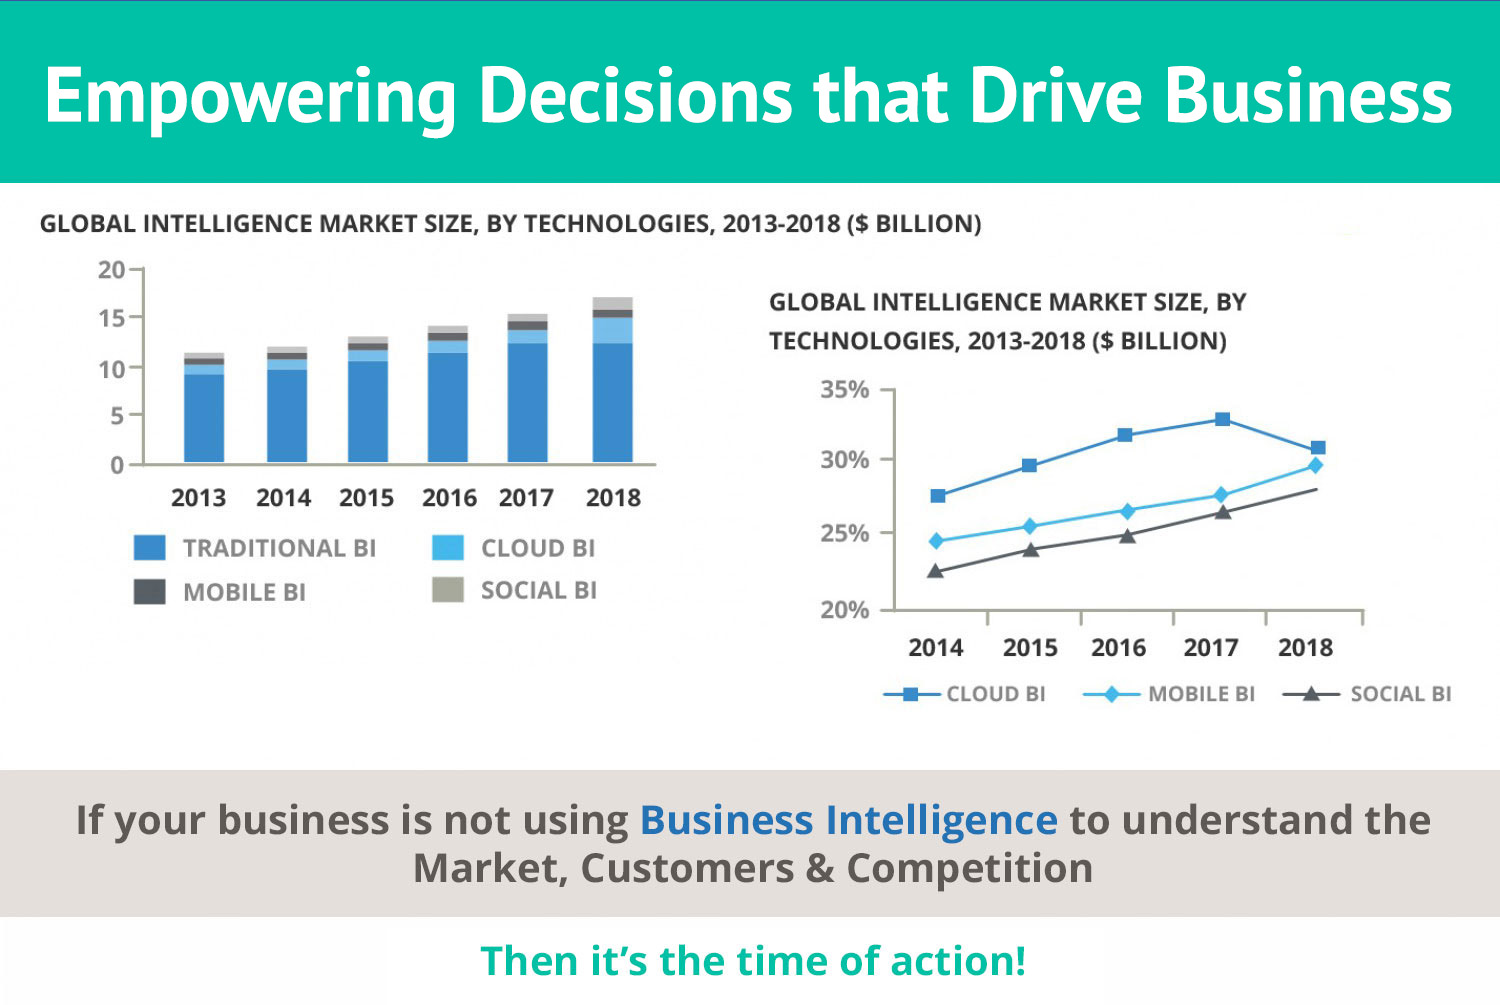 Empowering Decisions that Drive Business
GLOBAL INTELLIGENCE MARKET SIZE, BY TECHNOLOGIES, 2013-2018 ($ BILLION)
20
15
10
5
0
2013 2014 2015 2016 2017 2018
TRADITIONAL BI CLOUD BI
MOBILE BI SOCIAL BI
GLOBAL INTELLIGENCE MARKET SIZE, BY
TECHNOLOGIES, 2013-2018 ($ BILLION)
35%
30%
25%
20%
2014 2015 2016 2017 2018
CLOUD BI MOBILE BI SOCIAL BI
If your business is not using Business Intelligence to understand the
Market, Customers & Competition
Then it’s the time of action!